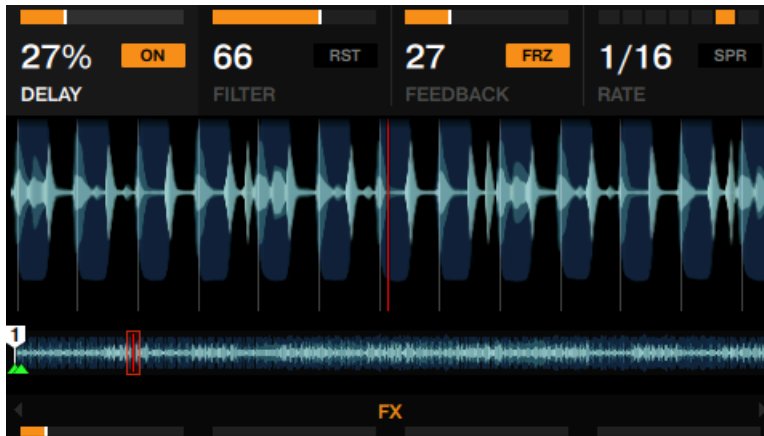 27% ON 66 RST 27 FRZ 1/16 SPR
DELAY FILTER FEEDBACK RATE
1
FX